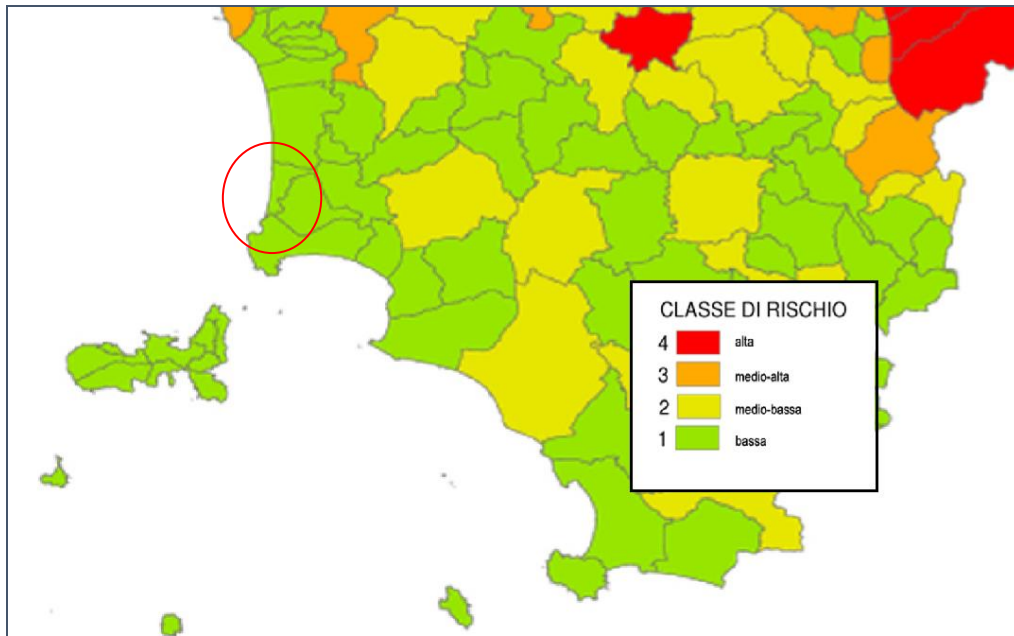 CLASSE DI RISCHIO
4 alta
3 medio-alta
2 medio-bassa
1 bassa